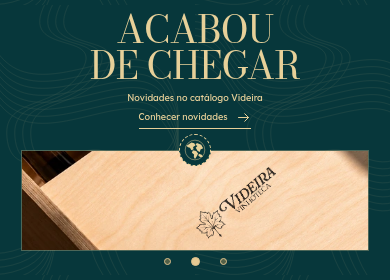 ACABOU
DE CHEGAR
Novidades no catálogo Videira
Conhecer novidades
VIDEIRA
VINHOTECA